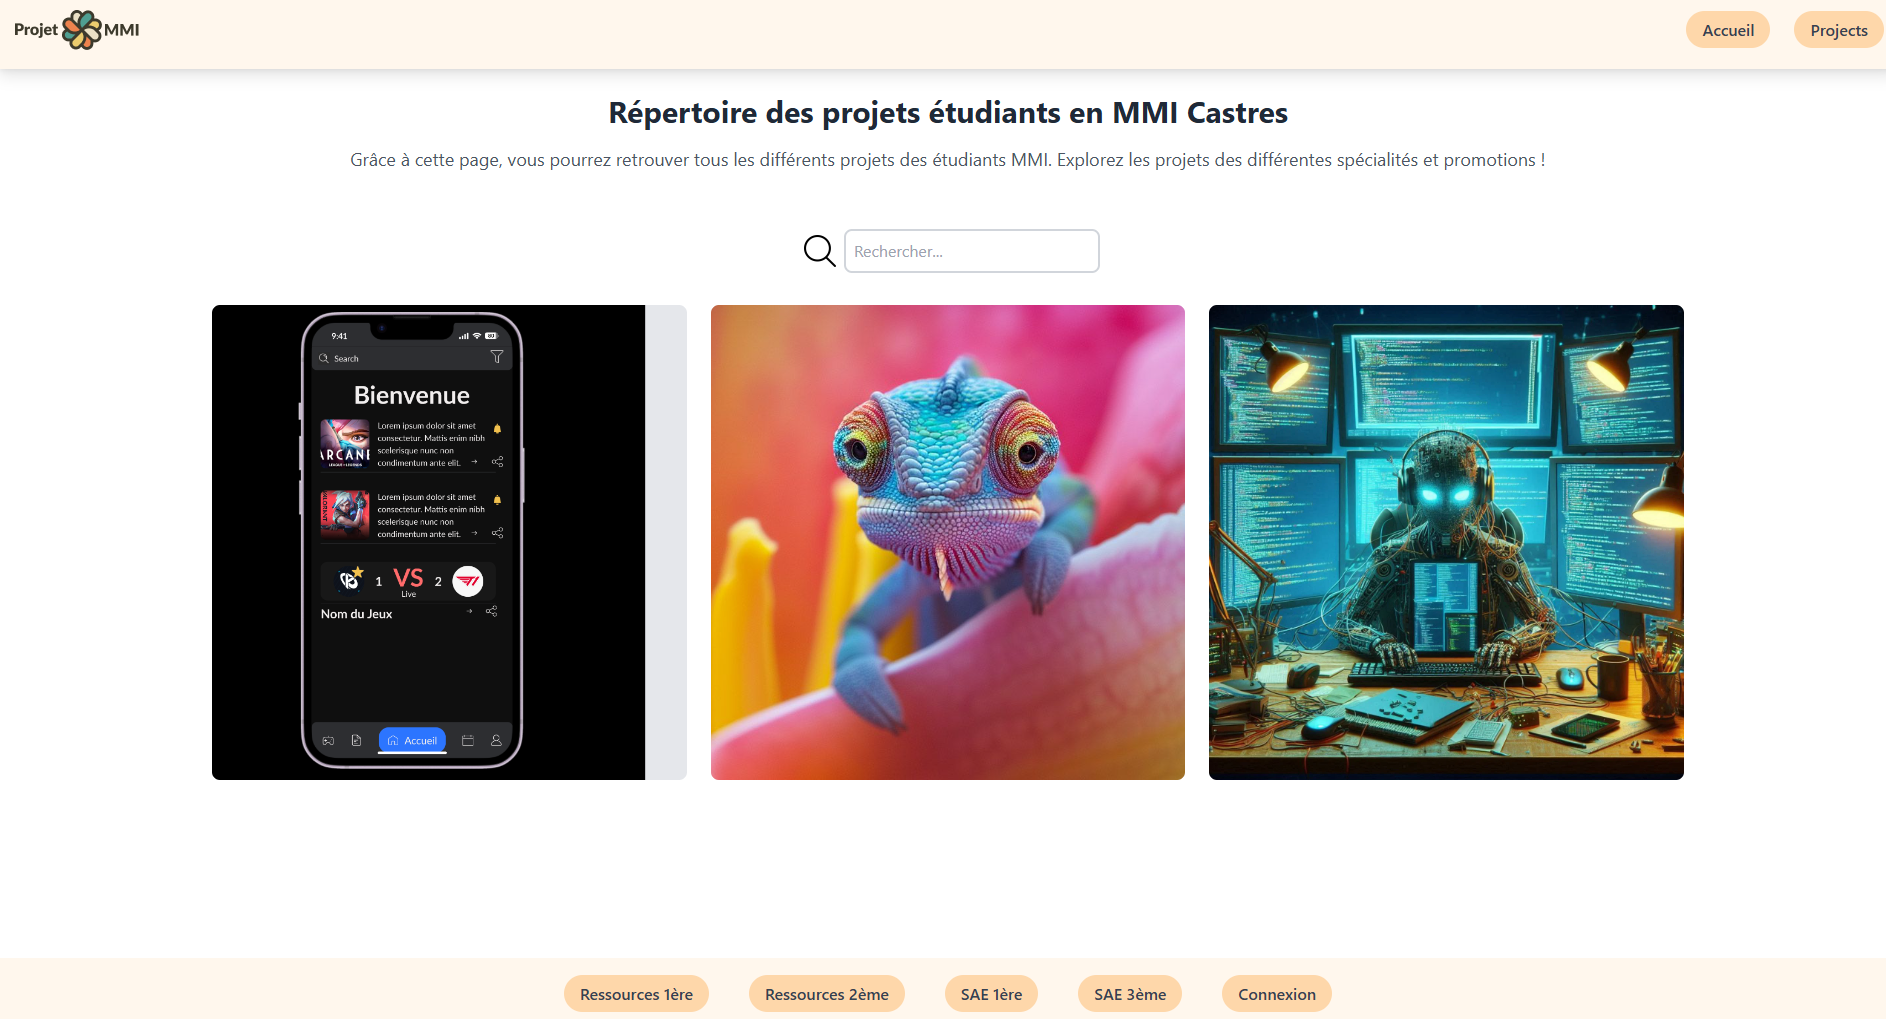 Projet MMI
Accueil
Projects
Répertoire des projets étudiants en MMI Castres
Grâce à cette page, vous pourrez retrouver tous les différents projets des étudiants MMI. Explorez les projets des différentes spécialités et promotions !
Rechercher...
9:41
Search
Bienvenue
Lorem ipsum dolor sit amet
consectetur. Mattis enim nibh
scelerisque nunc non
condimentum ante elit.
ARCANE
LEAGUE OF LEGENDS
Lorem ipsum dolor sit amet
consectetur. Mattis enim nibh
scelerisque nunc non
condimentum ante elit.
1 VS 2
Live
Nom du Jeux
Accueil
Ressources 1ère
Ressources 2ème
SAE 1ère
SAE 3ème
Connexion